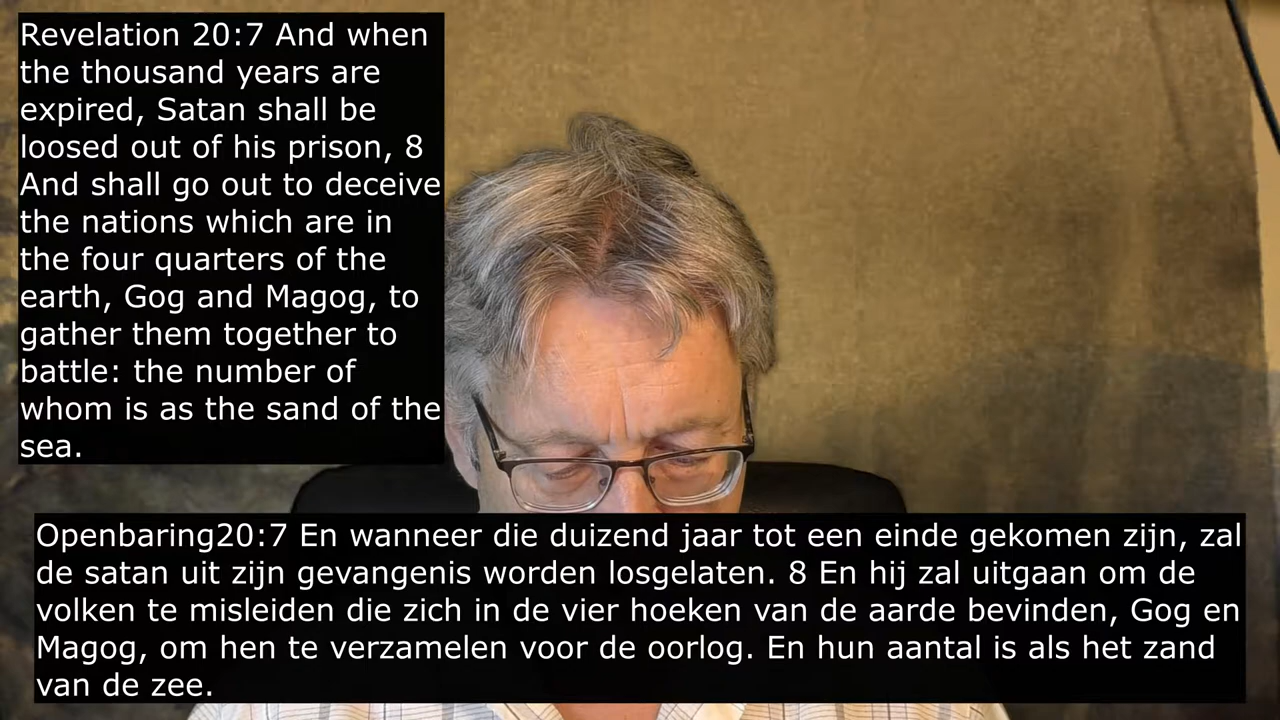 Revelation 20:7 And when
the thousand years are
expired, Satan shall be
loosed out of his prison, 8
And shall go out to deceive
the nations which are in
the four quarters of the
earth, Gog and Magog, to
gather them together to
battle: the number of
whom is as the sand of the
sea.
Openbaring20:7 En wanneer die duizend jaar tot een einde gekomen zijn, zal
de satan uit zijn gevangenis worden losgelaten. 8 En hij zal uitgaan om de
volken te misleiden die zich in de vier hoeken van de aarde bevinden, Gog en
Magog, om hen te verzamelen voor de oorlog. En hun aantal is als het zand
van de zee.